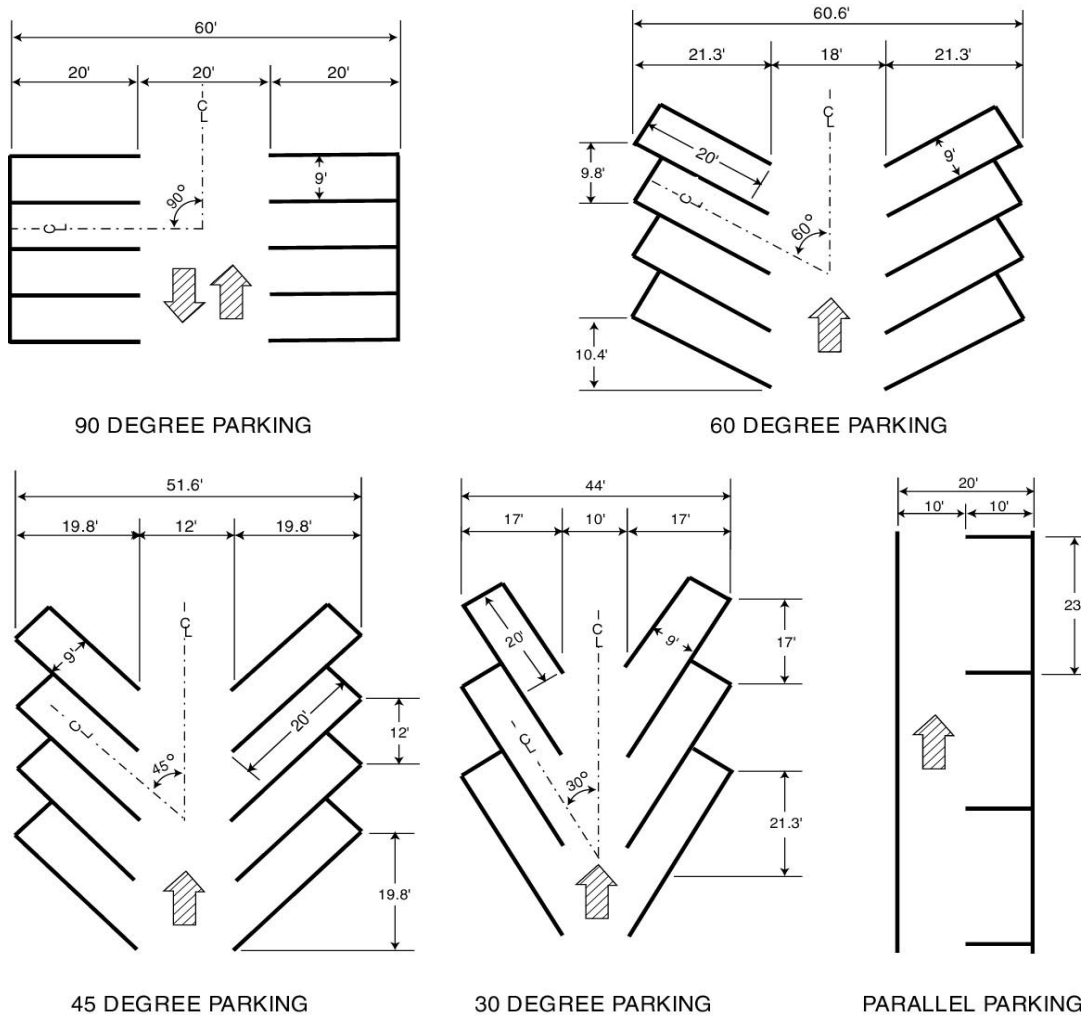 60'
20' 20' 20'
CL
9'
90°
CL
90 DEGREE PARKING
60.6'
21.3' 18' 21.3'
CL
20'
9'
9.8'
CL
60°
10.4'
60 DEGREE PARKING
51.6'
19.8' 12' 19.8'
CL
9'
20'
CL
12'
45°
19.8'
45 DEGREE PARKING
44'
17' 10' 17'
CL
20'
9'
17'
CL
30°
21.3'
30 DEGREE PARKING
20'
10' 10'
23
PARALLEL PARKING